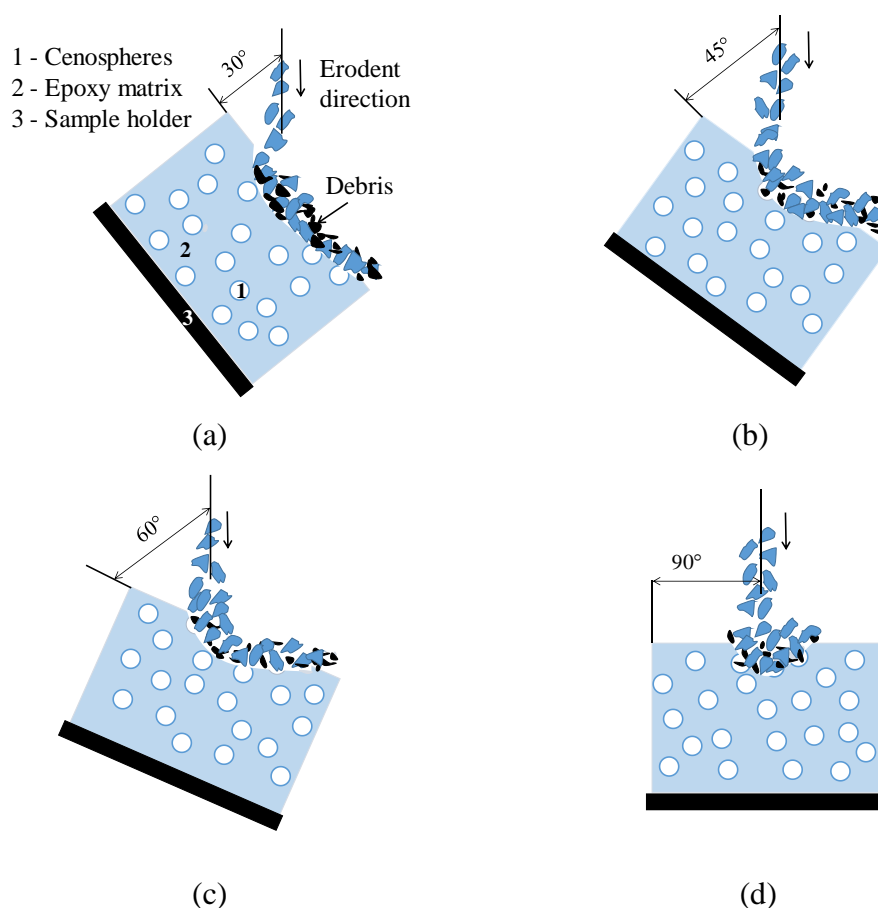 1 - Cenospheres
2 - Epoxy matrix
3 - Sample holder
30°
Erodent
direction
Debris
2
1
3
(a)
45°
(b)
60°
(c)
90°
(d)